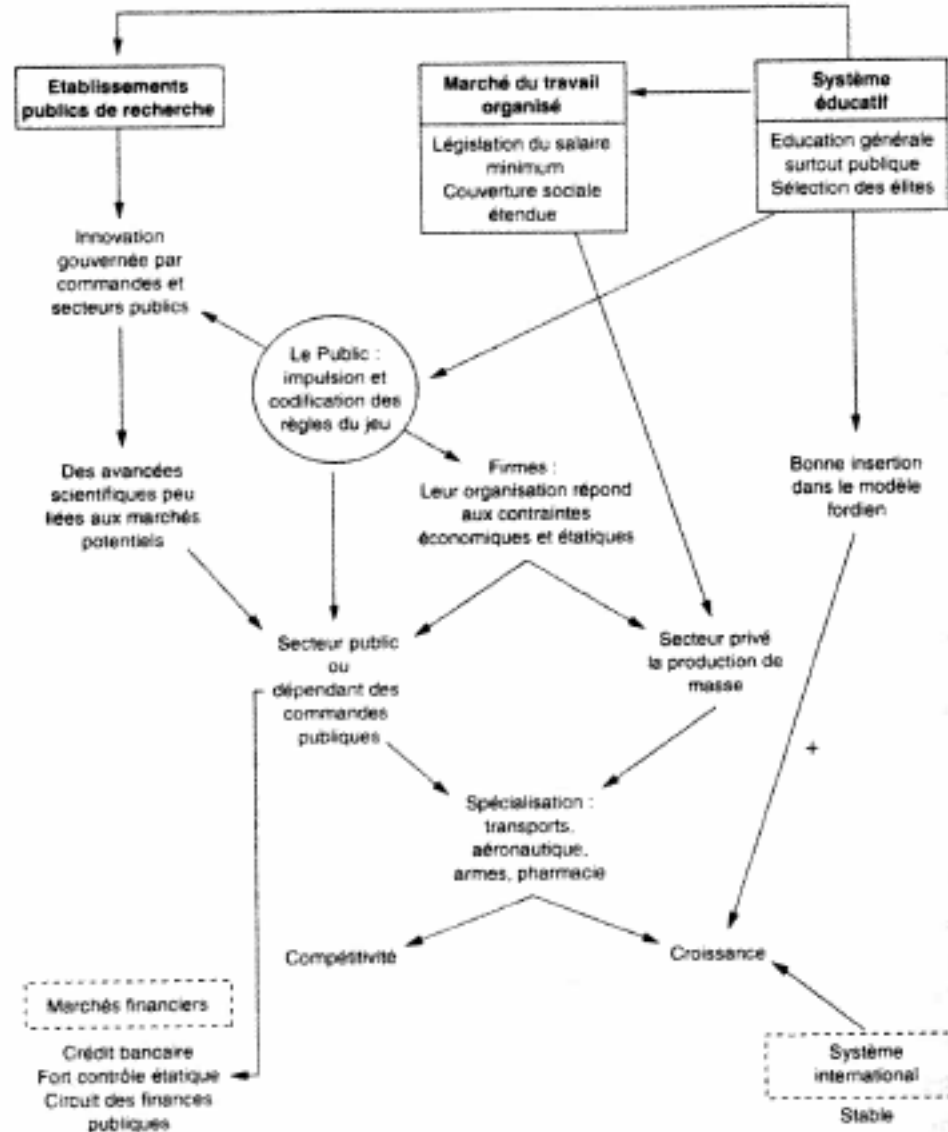 Etablissements
publics de recherche
Marché du travail
organisé
Législation du salaire
minimum
Couverture sociale
étendue
Système
éducatif
Education générale
surtout publique
Sélection des élites
Innovation
gouvernée par
commandes et
secteurs publics
Le Public :
impulsion et
codification des
règles du jeu
Des avancées
scientifiques peu
liées aux marchés
potentiels
Firmes :
Leur organisation répond
aux contraintes
économiques et étatiques
Bonne insertion
dans le modèle
fordien
Secteur public
ou
dépendant des
commandes
publiques
Secteur privé
la production de
masse
+
Spécialisation :
transports,
aéronautique,
armes, pharmacie
Compétitivité
Croissance
Marchés financiers
Crédit bancaire
Fort contrôle étatique
Circuit des finances
publiques
Système
international
Stable